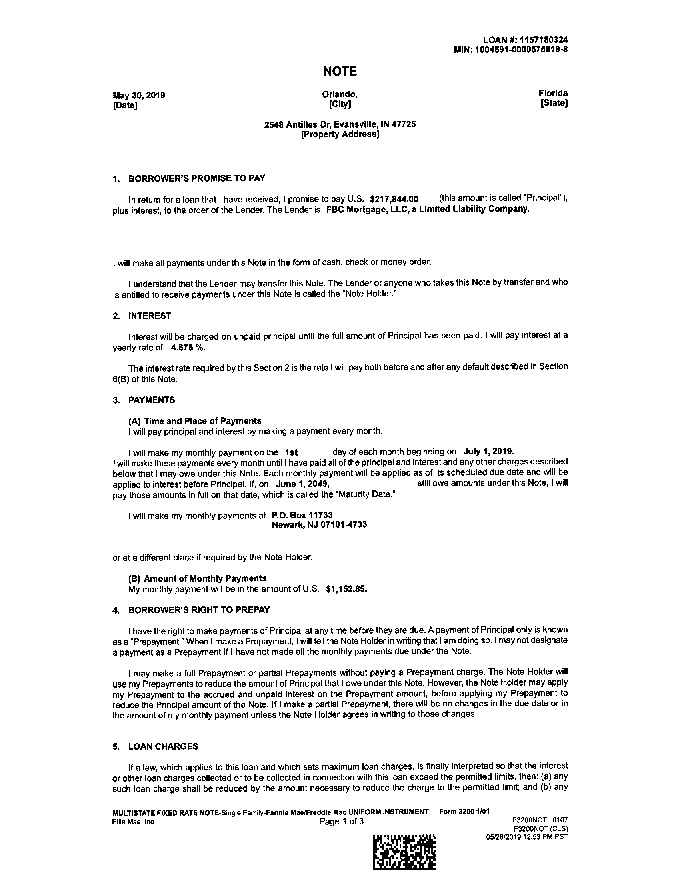 LOAN #: 1157180324
MIN: 1004691-0000576819-8
NOTE
May 30, 2019 Orlando, Florida
[Date] [City] [State]
2548 Antilles Dr, Evansville, IN 47725
[Property Address]
1. BORROWER'S PROMISE TO PAY
In return for a loan that I have received, I promise to pay U.S. $217,844.00 (this amount is called "Principal"),
plus interest, to the order of the Lender. The Lender is FBC Mortgage, LLC, a Limited Liability Company.
I will make all payments under this Note in the form of cash, check or money order.
I understand that the Lender may transfer this Note. The Lender or anyone who takes this Note by transfer and who
is entitled to receive payments under this Note is called the "Note Holder."
2. INTEREST
Interest will be charged on unpaid principal until the full amount of Principal has been paid. I will pay interest at a
yearly rate of 4.875 %.
The interest rate required by this Section 2 is the rate I will pay both before and after any default described in Section
6(B) of this Note.
3. PAYMENTS
(A) Time and Place of Payments
I will pay principal and interest by making a payment every month.
I will make my monthly payment on the 1st day of each month beginning on July 1, 2019.
I will make these payments every month until I have paid all of the principal and interest and any other charges described
below that I may owe under this Note. Each monthly payment will be applied as of its scheduled due date and will be
applied to interest before Principal. If, on June 1, 2049, still owe amounts under this Note, I will
pay those amounts in full on that date, which is called the "Maturity Date."
I will make my monthly payments at P.O. Box 11733
Newark, NJ 07101-4733
or at a different place if required by the Note Holder.
(B) Amount of Monthly Payments
My monthly payment will be in the amount of U.S. $1,152.85.
4. BORROWER'S RIGHT TO PREPAY
I have the right to make payments of Principal at any time before they are due. A payment of Principal only is known
as a "Prepayment." When I make a Prepayment, I will tell the Note Holder in writing that I am doing so. I may not designate
a payment as a Prepayment if I have not made all the monthly payments due under the Note.
I may make a full Prepayment or partial Prepayments without paying a Prepayment charge. The Note Holder will
use my Prepayments to reduce the amount of Principal that I owe under this Note. However, the Note Holder may apply
my Prepayment to the accrued and unpaid interest on the Prepayment amount, before applying my Prepayment to
reduce the Principal amount of the Note. If I make a partial Prepayment, there will be no changes in the due date or in
the amount of my monthly payment unless the Note Holder agrees in writing to those changes.
5. LOAN CHARGES
If a law, which applies to this loan and which sets maximum loan charges, is finally interpreted so that the interest
or other loan charges collected or to be collected in connection with this loan exceed the permitted limits, then: (a) any
such loan charge shall be reduced by the amount necessary to reduce the charge to the permitted limit; and (b) any
MULTISTATE FIXED RATE NOTE-Single Family-Fannie Mae/Freddie Mac UNIFORM INSTRUMENT Form 3200 1/01
Ellie Mae, Inc. Page 1 of 3 F3200NOT 0107
F3200NOT (CLS)
05/28/2019 12:53 PM PST